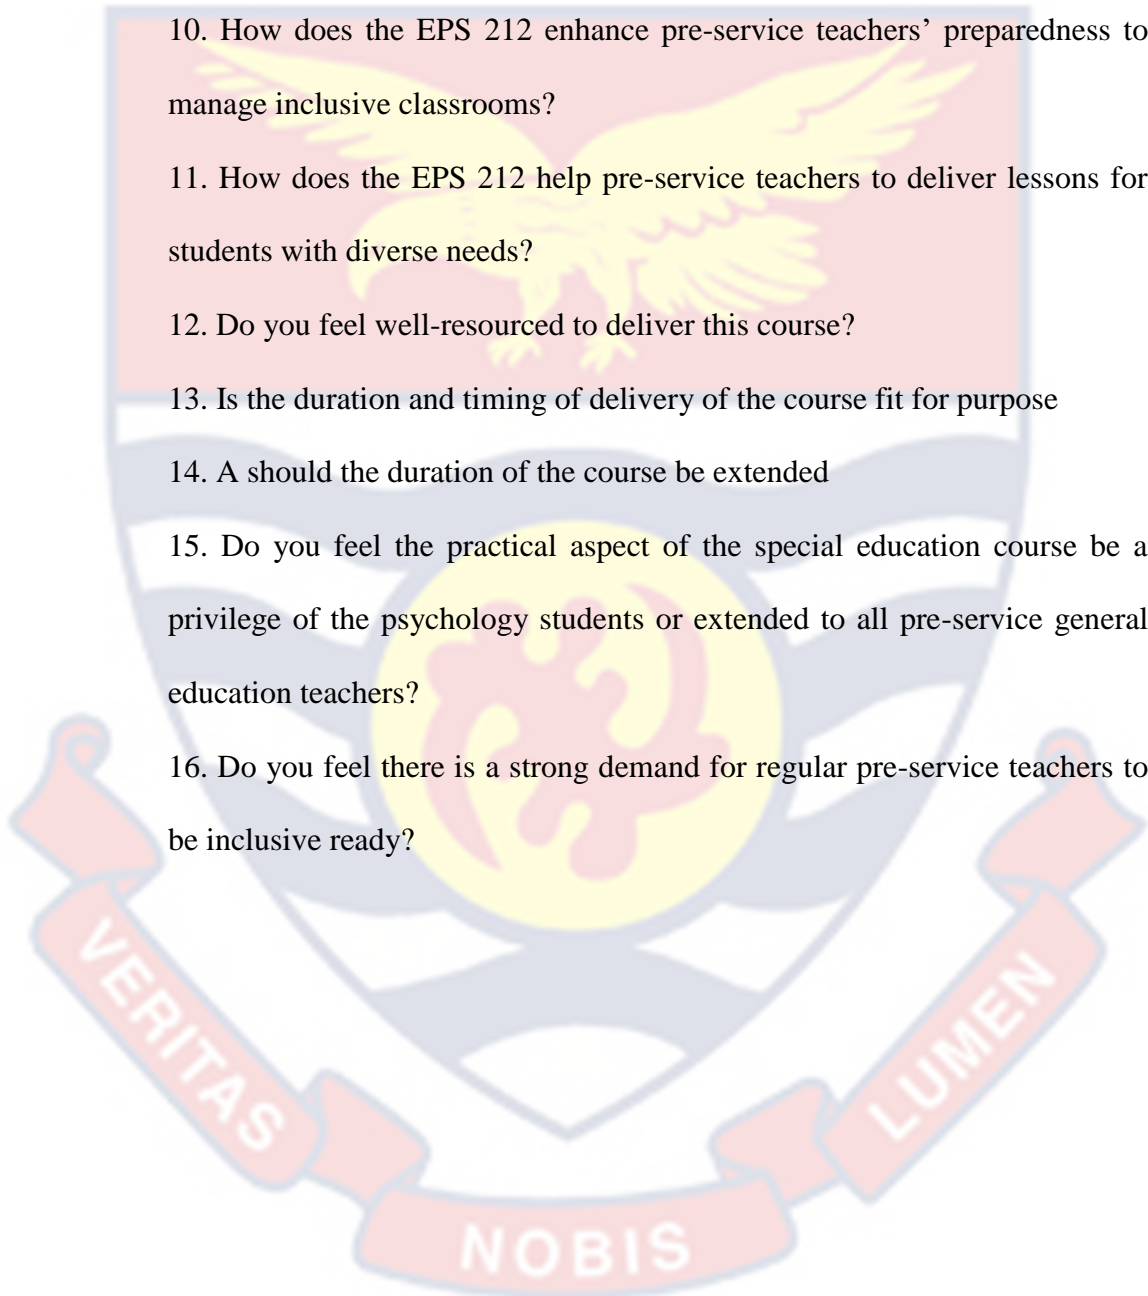 10. How does the EPS 212 enhance pre-service teachers’ preparedness to
manage inclusive classrooms?
11. How does the EPS 212 help pre-service teachers to deliver lessons for
students with diverse needs?
12. Do you feel well-resourced to deliver this course?
13. Is the duration and timing of delivery of the course fit for purpose
14. A should the duration of the course be extended
15. Do you feel the practical aspect of the special education course be a
privilege of the psychology students or extended to all pre-service general
education teachers?
16. Do you feel there is a strong demand for regular pre-service teachers to
be inclusive ready?
VERITAS
NOBIS
LUMEN